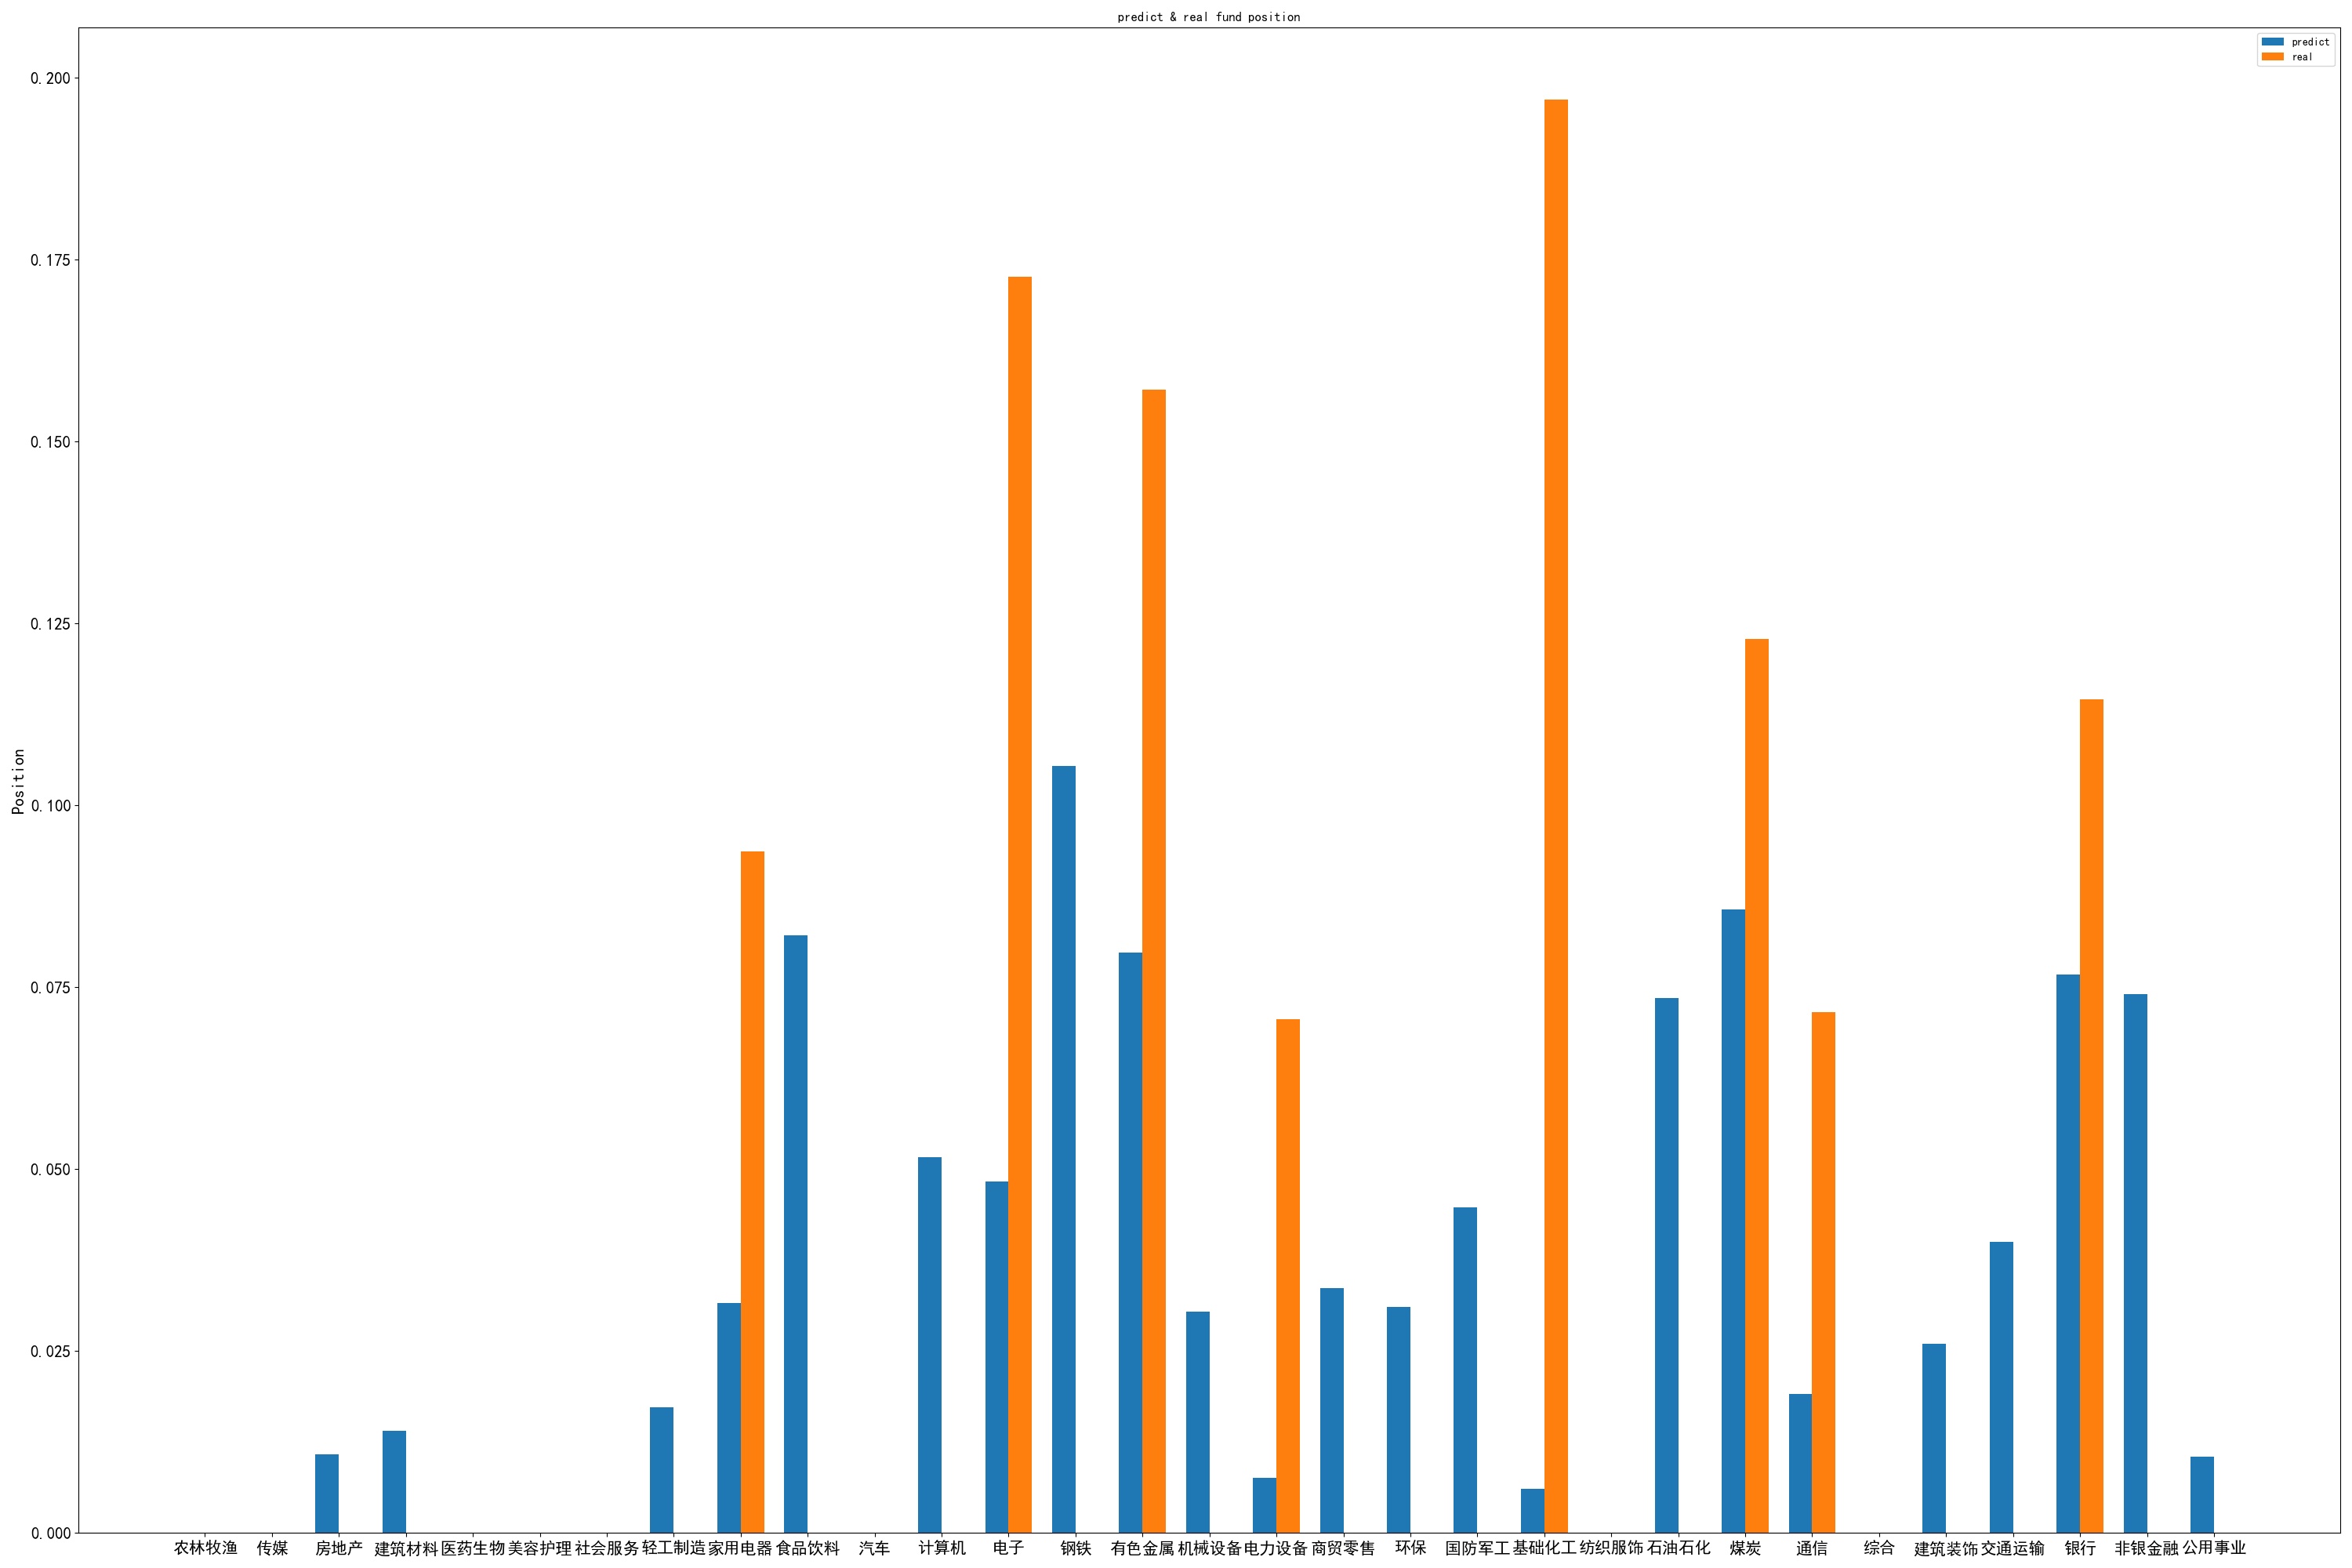 predict & real fund position
predict
real
0.200
0.175
0.150
0.125
0.100
0.075
0.050
0.025
0.000
Position
农林牧渔 传媒 房地产 建筑材料 医药生物 美容护理 社会服务 轻工制造 家用电器 食品饮料 汽车 计算机 电子 钢铁 有色金属 机械设备 电力设备 商贸零售 环保 国防军工 基础化工 纺织服饰 石油石化 煤炭 通信 综合 建筑装饰 交通运输 银行 非银金融 公用事业